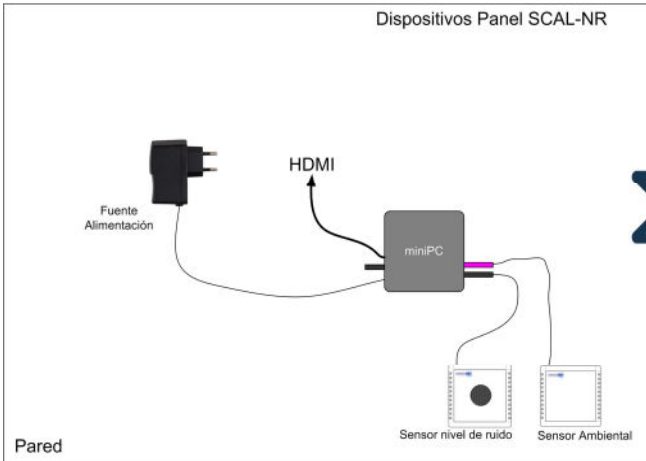 Dispositivos Panel SCAL-NR
HDMI
Fuente
Alimentación
miniPC
Sensor nivel de ruido
Sensor Ambiental
Pared